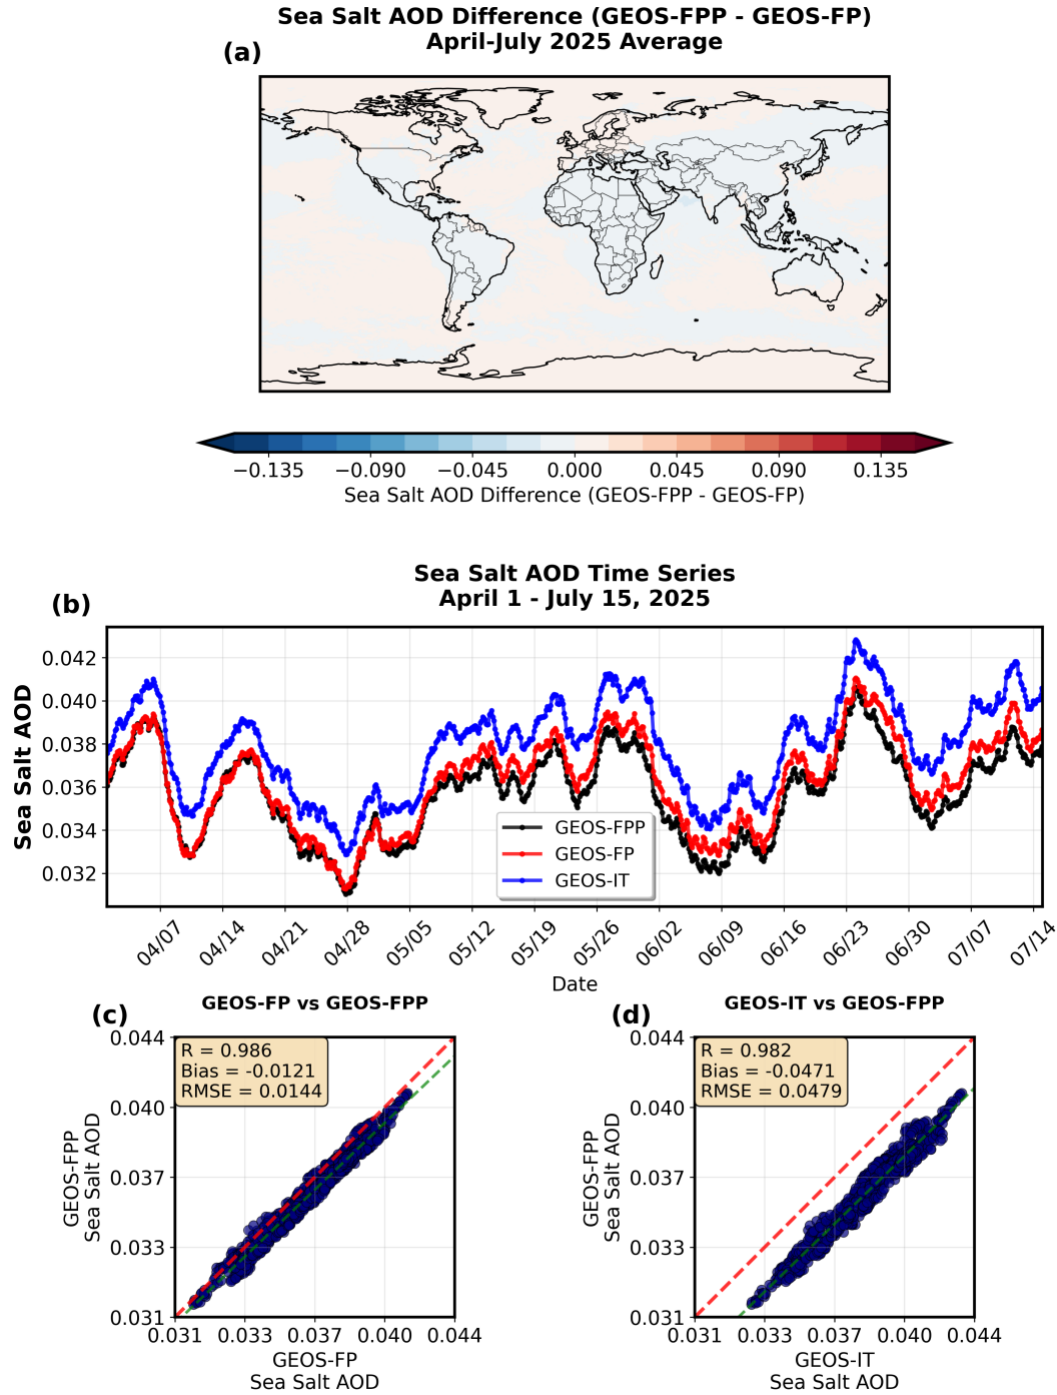 Sea Salt AOD Difference (GEOS-FPP - GEOS-FP)
April-July 2025 Average
(a)
−0.135 −0.090 −0.045 0.000 0.045 0.090 0.135
Sea Salt AOD Difference (GEOS-FPP - GEOS-FP)
Sea Salt AOD Time Series
April 1 - July 15, 2025
(b)
Sea Salt AOD
0.042
0.040
0.038
0.036
0.034
0.032
GEOS-FPP
GEOS-FP
GEOS-IT
04/07 04/14 04/21 04/28 05/05 05/12 05/19 05/26 06/02 06/09 06/16 06/23 06/30 07/07 07/14
Date
GEOS-FP vs GEOS-FPP
(c)
R = 0.986
Bias = -0.0121
RMSE = 0.0144
GEOS-FPP
Sea Salt AOD
0.044
0.040
0.037
0.033
0.031
0.031 0.033 0.037 0.040 0.044
GEOS-FP
Sea Salt AOD
GEOS-IT vs GEOS-FPP
(d)
R = 0.982
Bias = -0.0471
RMSE = 0.0479
GEOS-FPP
Sea Salt AOD
0.044
0.040
0.037
0.033
0.031
0.031 0.033 0.037 0.040 0.044
GEOS-IT
Sea Salt AOD